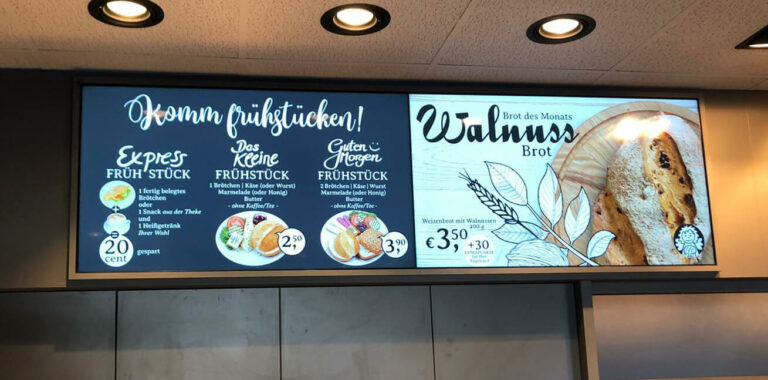 Komm frühstücken!
Express
FRÜHSTÜCK
1 fertig belegtes
Brötchen
oder
1 Snack aus der Theke
und
1 Heißgetränk
Ihrer Wahl
20
cent
gespart
Das
Kleine
FRÜHSTÜCK
1 Brötchen | Käse (oder Wurst)
Marmelade (oder Honig)
Butter
- ohne Kaffee/Tee -
2,50
Guten
Morgen
FRÜHSTÜCK
2 Brötchen | Käse | Wurst
Marmelade (oder Honig)
Butter
- ohne Kaffee/Tee -
3,90
Brot des Monats
Walnuss
Brot
Weizenbrot mit Walnüssen
400 g
€3,50
+30
EXTRAPUNKTE